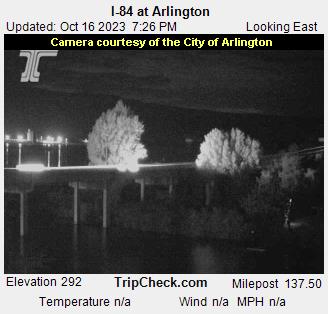 I-84 at Arlington
Updated: Oct 16 2023 7:26 PM Looking East
Camera courtesy of the City of Arlington
Elevation 292 TripCheck.com Milepost 137.50
Temperature n/a Wind n/a MPH n/a